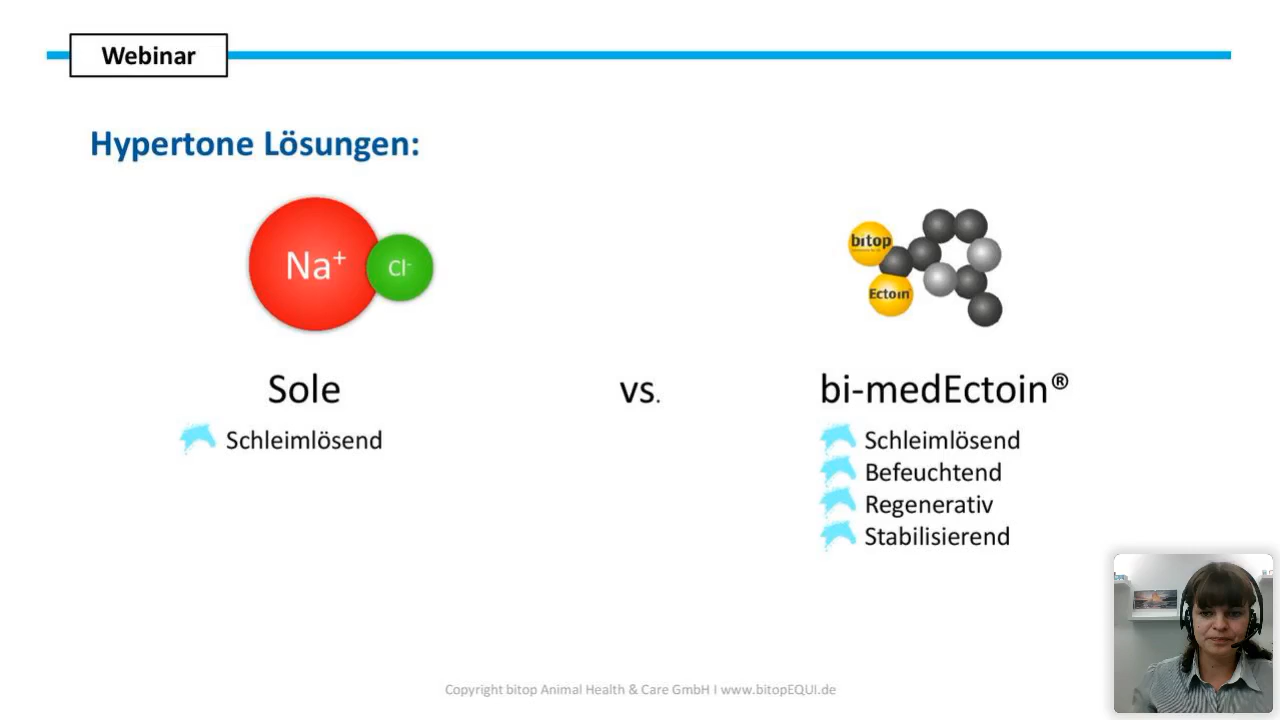 Webinar
Hypertone Lösungen:
Na+
Cl-
bitop
Ectoin
Sole
vs.
bi-medEctoin®
Schleimlösend
Schleimlösend
Befeuchtend
Regenerativ
Stabilisierend
Copyright bitop Animal Health & Care GmbH I www.bitopEQUI.de